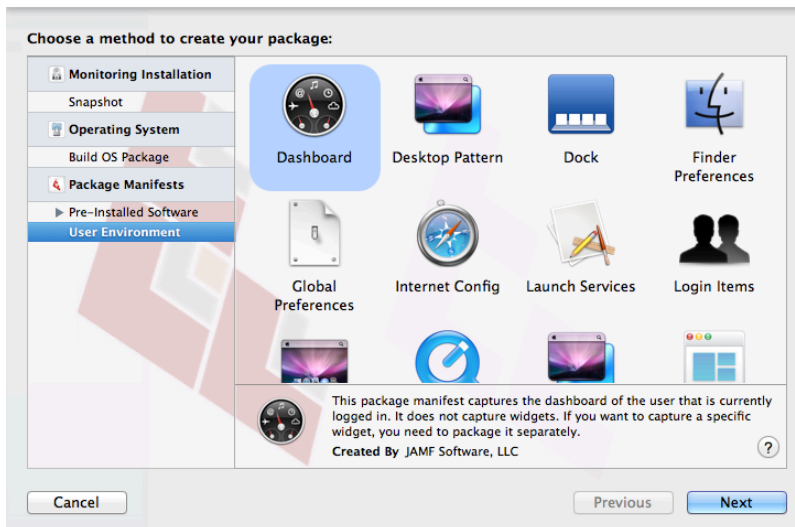 Choose a method to create your package:
Monitoring Installation
Snapshot
Operating System
Build OS Package
Package Manifests
Pre-Installed Software
User Environment
Dashboard
Desktop Pattern
Dock
Finder
Preferences
Global
Preferences
Internet Config
Launch Services
Login Items
This package manifest captures the dashboard of the user that is currently
logged in. It does not capture widgets. If you want to capture a specific
widget, you need to package it separately.
Created By JAMF Software, LLC
?
Cancel
Previous
Next